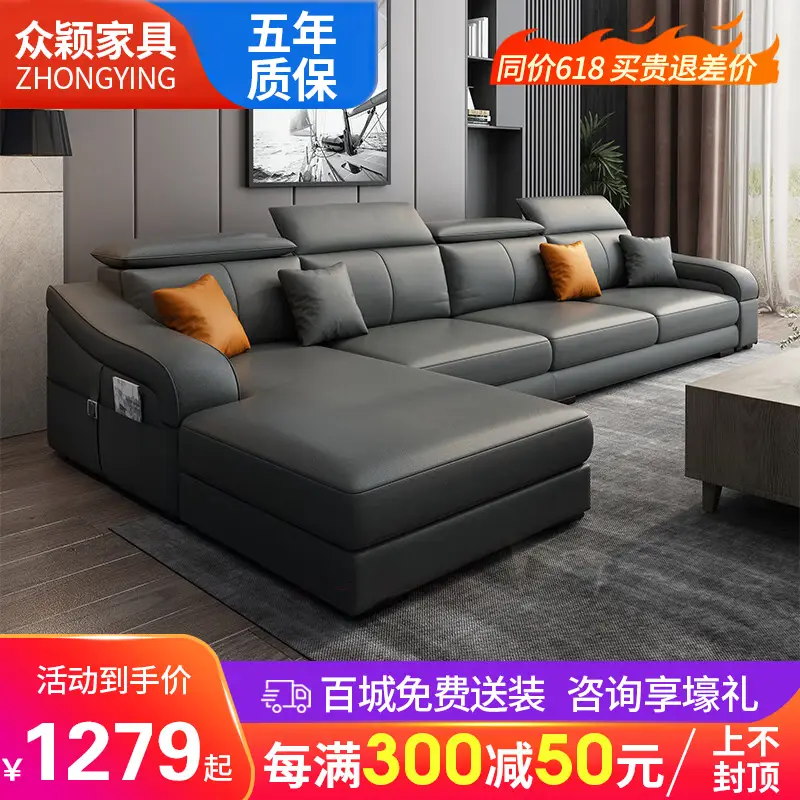 众颖家具
ZHONGYING
五年
质保
同价618 买贵退差价
活动到手价
¥1279起
百城免费送装 咨询享壕礼
每满300减50元/上不封顶